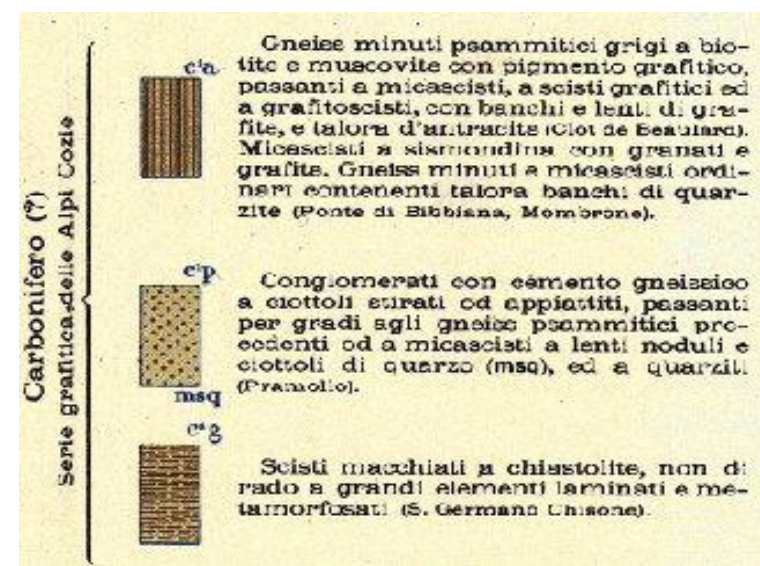 Carbonifero (?)
Serie grafitica delle Alpi Cozie
c¹a
Gneiss minuti psammitici grigi a bio-
tite e muscovite con pigmento grafitico,
passanti a micascisti, a scisti grafitici ed
a grafitoscisti, con banchi e lenti di gra-
fite, e talora d'antracite (Clot de Beaulard).
Micascisti a sismondina con granati e
grafite. Gneiss minuti e micascisti ordi-
nari contenenti talora banchi di quar-
zite (Ponte di Bibbiana, Mombrone).
c¹p
msq
Conglomerati con cemento gneissico
a ciottoli stirati ed appiattiti, passanti
per gradi agli gneiss psammitici pre-
cedenti ed a micascisti a lenti noduli e
ciottoli di quarzo (msq), ed a quarziti
(Pramollo).
g
Scisti macchiati a chiastolite, non di
rado a grandi elementi laminati e me-
tamorfosati (S. Germano Chisone).